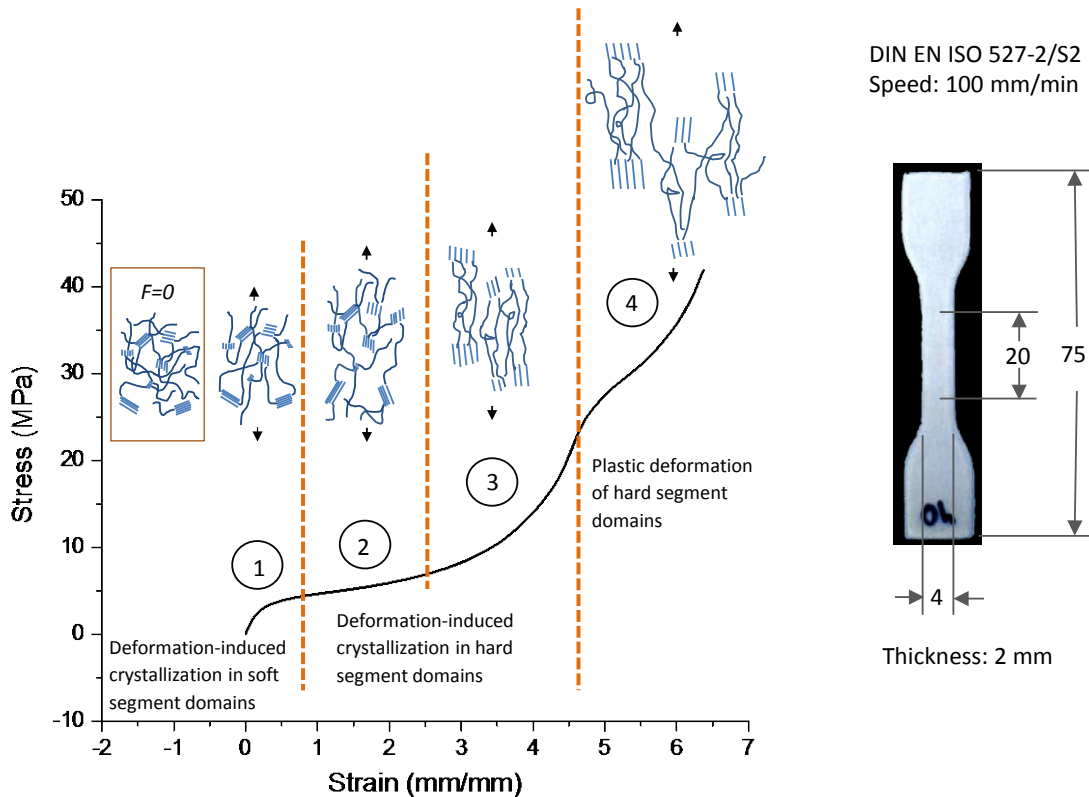 DIN EN ISO 527-2/S2
Speed: 100 mm/min
50
40
30
20
10
0
-10
Stress (MPa)
F=0
1
2
3
4
Deformation-induced
crystallization in soft
segment domains
Deformation-induced
crystallization in hard
segment domains
Plastic deformation
of hard segment
domains
-2
-1
0
1
2
3
4
5
6
7
Strain (mm/mm)
20
75
4
Thickness: 2 mm